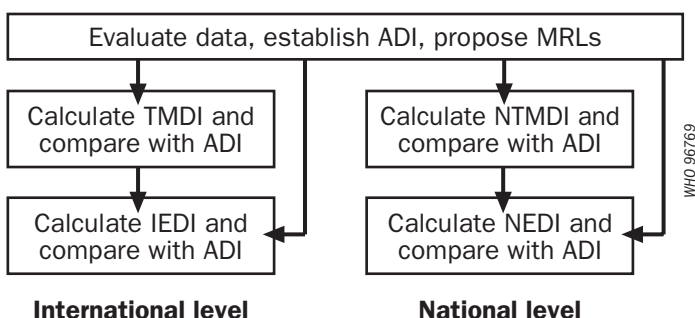 Evaluate data, establish ADI, propose MRLs
Calculate TMDI and
compare with ADI
Calculate NTMDI and
compare with ADI
Calculate IEDI and
compare with ADI
Calculate NEDI and
compare with ADI
International level
National level
WHO 96769